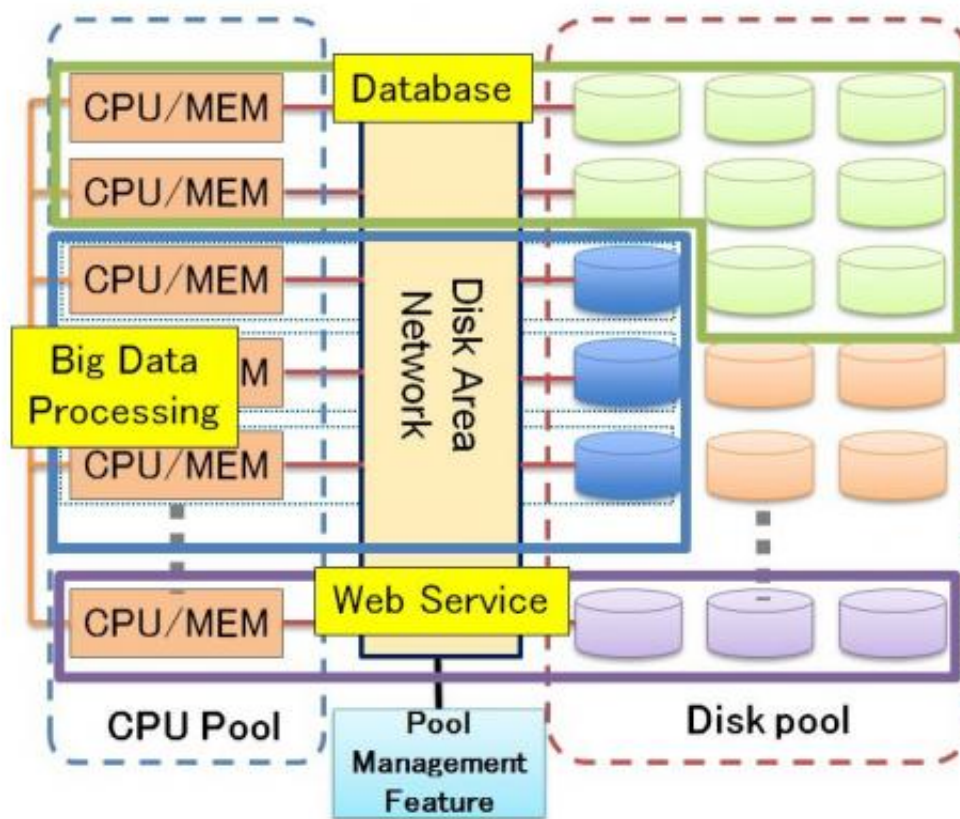 Database
CPU/MEM
CPU/MEM
CPU/MEM
Disk Area
Network
Big Data
Processing
M
CPU/MEM
Web Service
CPU/MEM
CPU Pool
Disk pool
Pool
Management
Feature